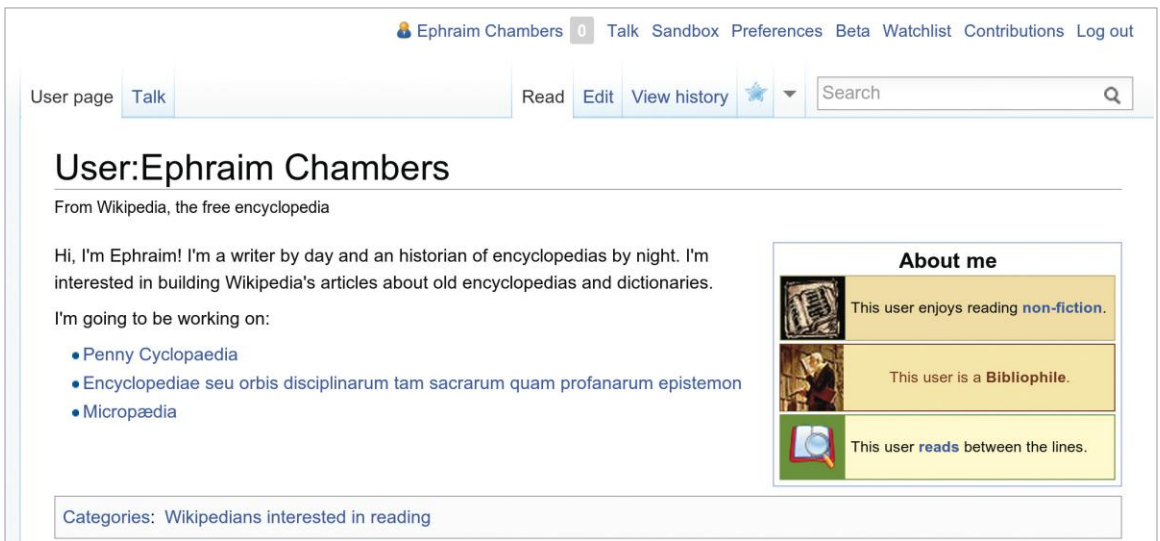 Ephraim Chambers 0 Talk Sandbox Preferences Beta Watchlist Contributions Log out
User page Talk Read Edit View history Search
User:Ephraim Chambers
From Wikipedia, the free encyclopedia
Hi, I'm Ephraim! I'm a writer by day and an historian of encyclopedias by night. I'm
interested in building Wikipedia's articles about old encyclopedias and dictionaries.
I'm going to be working on:
Penny Cyclopaedia
Encyclopediae seu orbis disciplinarum tam sacrarum quam profanarum epistemon
Micropædia
About me
This user enjoys reading non-fiction.
This user is a Bibliophile.
This user reads between the lines.
Categories: Wikipedians interested in reading